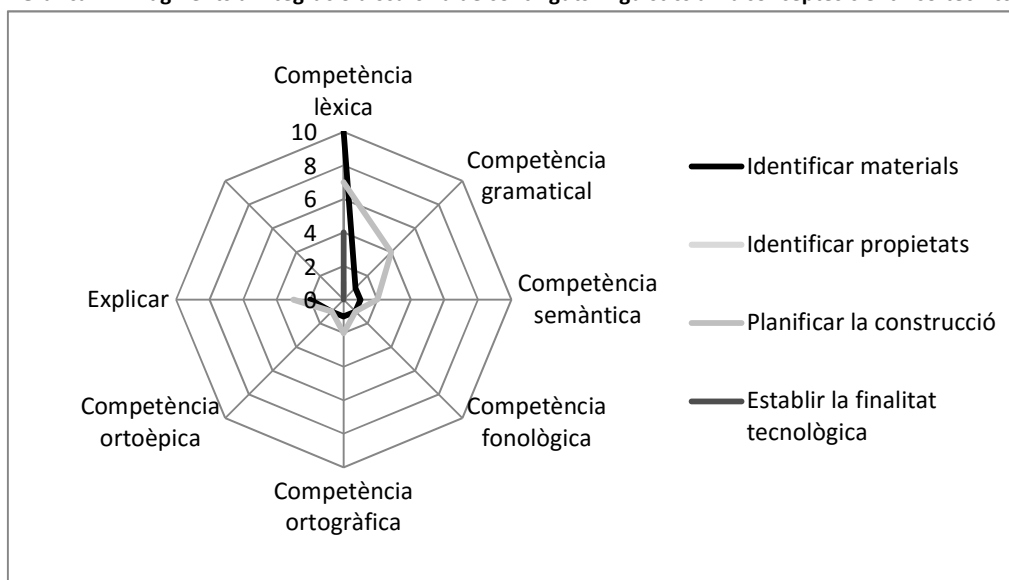 Competència
lèxica
10
8
6
4
2
0
Competència
gramatical
Competència
semàntica
Competència
fonològica
Competència
ortogràfica
Competència
ortoèpica
Explicar
Identificar materials
Identificar propietats
Planificar la construcció
Establir la finalitat
tecnològica